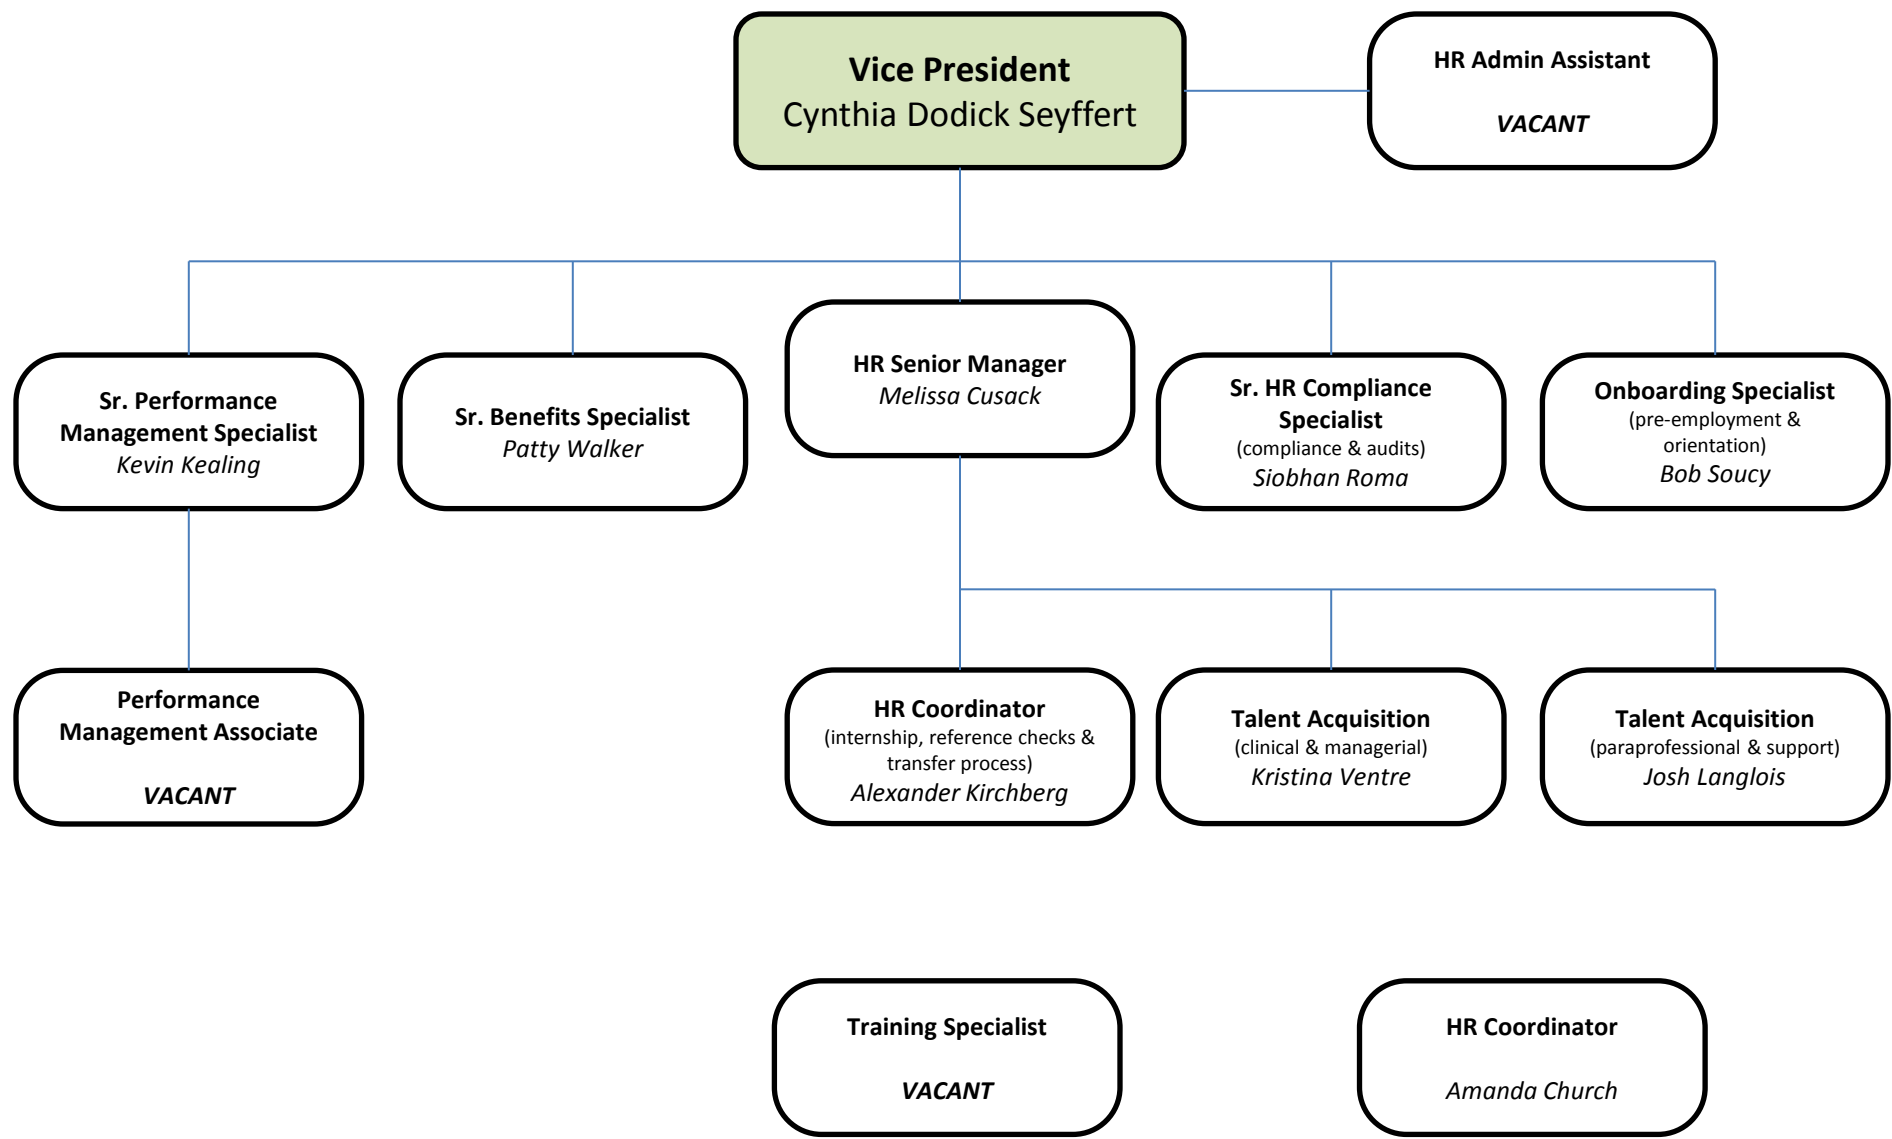 Vice President
Cynthia Dodick Seyffert
HR Admin Assistant
VACANT
Sr. Performance
Management Specialist
Kevin Kealing
Sr. Benefits Specialist
Patty Walker
HR Senior Manager
Melissa Cusack
Sr. HR Compliance
Specialist
(compliance & audits)
Siobhan Roma
Onboarding Specialist
(pre-employment &
orientation)
Bob Soucy
Performance
Management Associate
VACANT
HR Coordinator
(internship, reference checks &
transfer process)
Alexander Kirchberg
Talent Acquisition
(clinical & managerial)
Kristina Ventre
Talent Acquisition
(paraprofessional & support)
Josh Langlois
Training Specialist
VACANT
HR Coordinator
Amanda Church